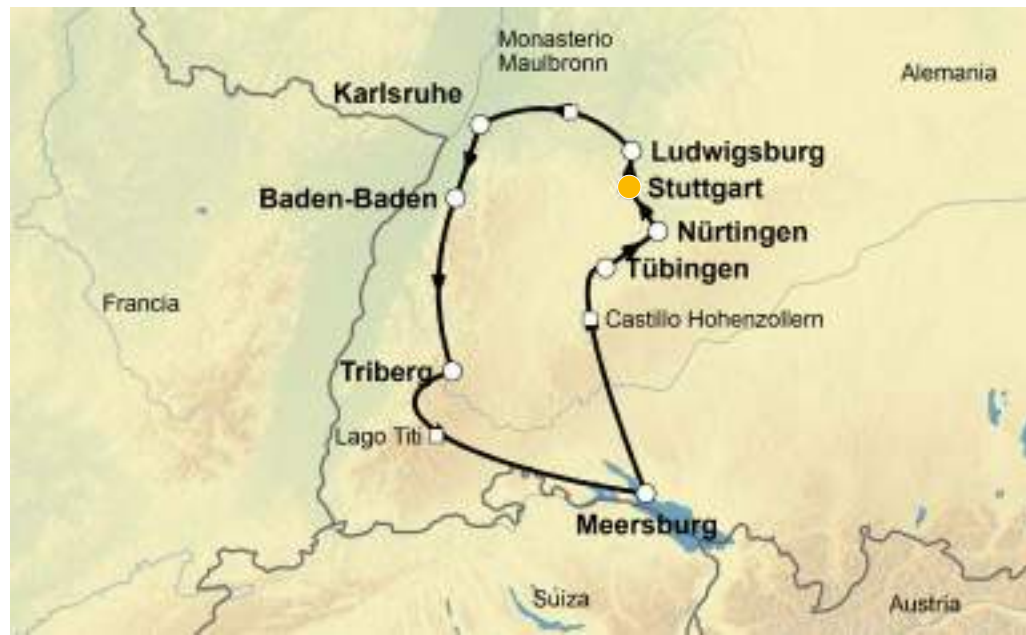 Monasterio
Maulbronn
Alemania
Karlsruhe
Ludwigsburg
Stuttgart
Baden-Baden
Nürtingen
Tübingen
Francia
Castillo Hohenzollern
Triberg
Lago Titi
Meersburg
Suiza
Austria